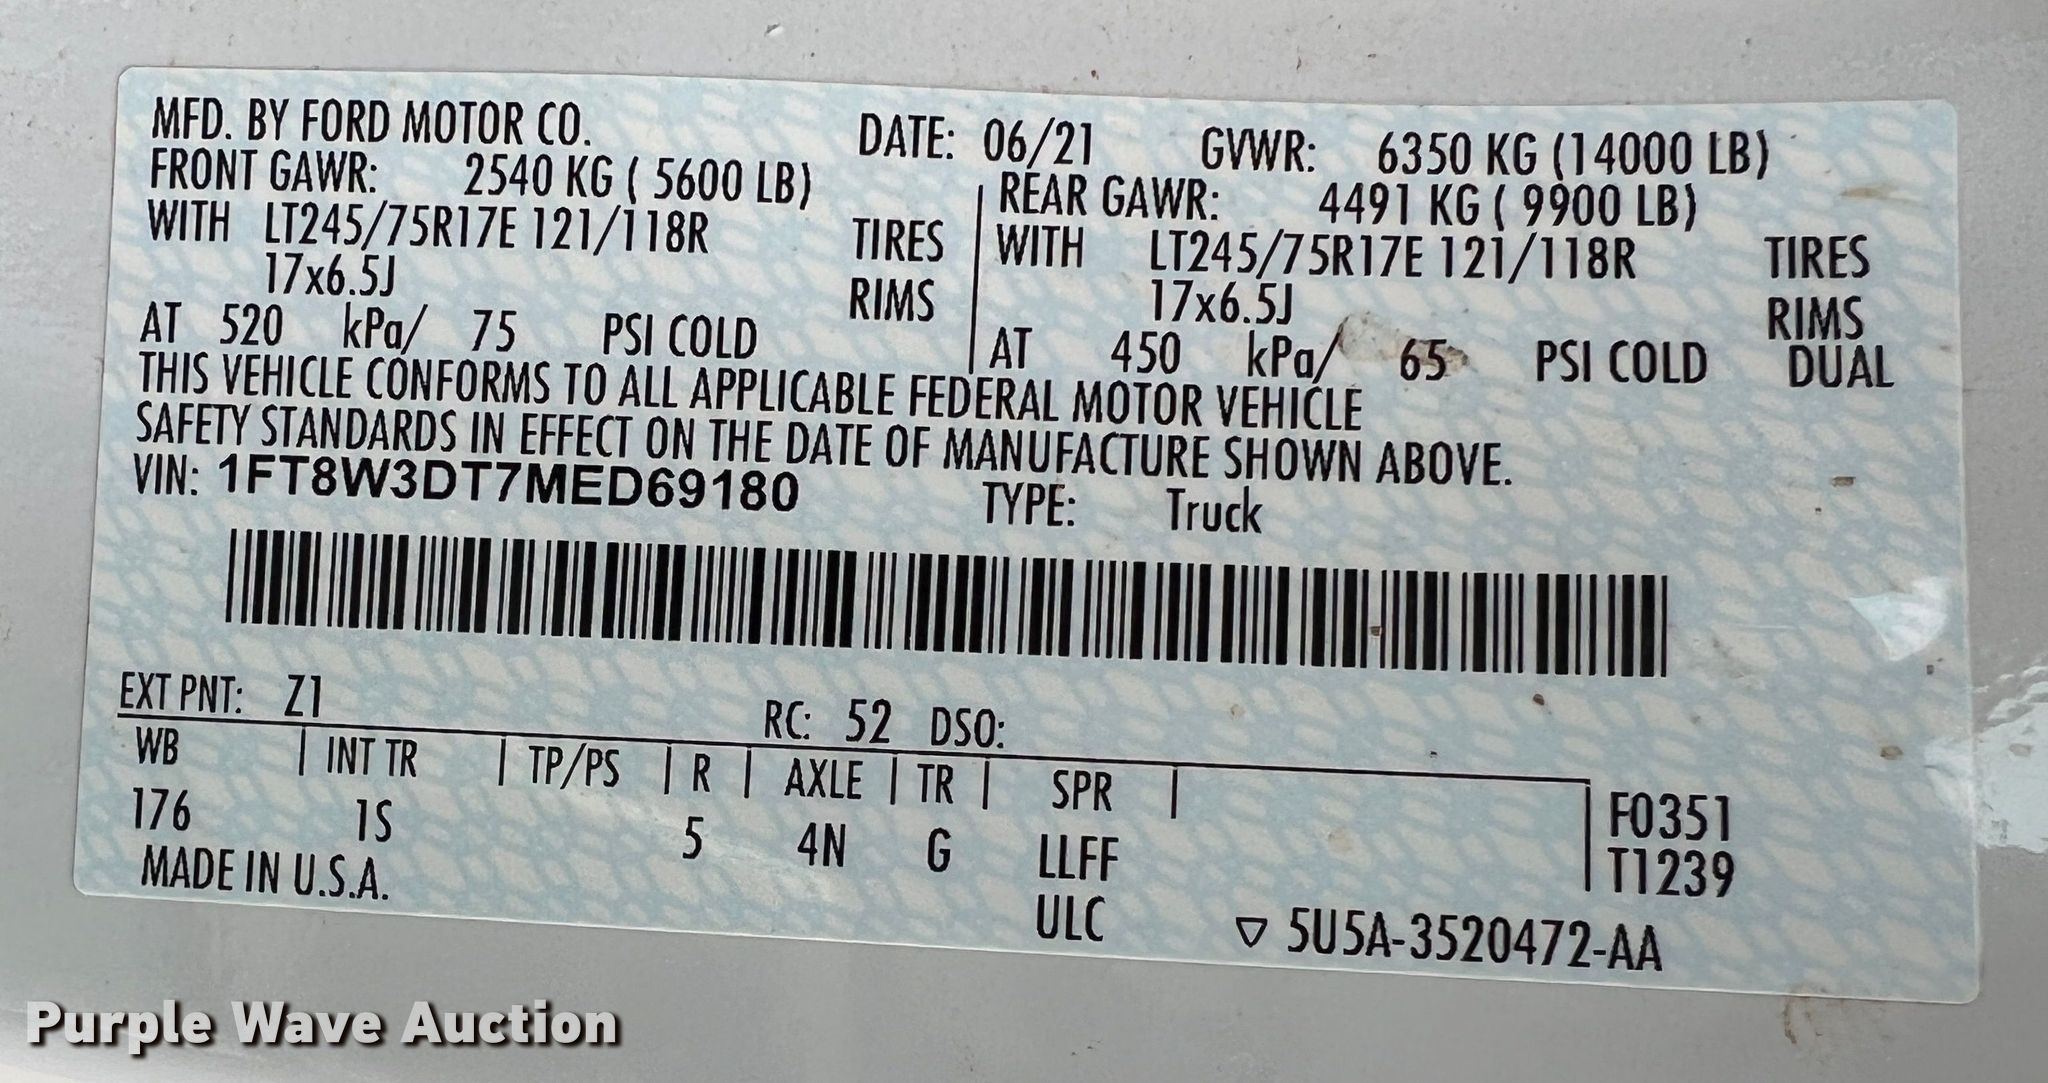 MFD. BY FORD MOTOR CO. DATE: 06/21 GVWR: 6350 KG (14000 LB)
FRONT GAWR: 2540 KG ( 5600 LB) REAR GAWR: 4491 KG ( 9900 LB)
WITH LT245/75R17E 121/118R TIRES WITH LT245/75R17E 121/118R TIRES
17x6.5J RIMS 17x6.5J RIMS
AT 520 kPa/ 75 PSI COLD AT 450 kPa/ 65 PSI COLD DUAL
THIS VEHICLE CONFORMS TO ALL APPLICABLE FEDERAL MOTOR VEHICLE
SAFETY STANDARDS IN EFFECT ON THE DATE OF MANUFACTURE SHOWN ABOVE.
VIN: 1FT8W3DT7MED69180 TYPE: Truck
EXT PNT: Z1 RC: 52 DSO:
WB INT TR TP/PS R AXLE TR SPR F0351
176 1S 5 4N G LLFF T1239
MADE IN U.S.A. ULC ▽ 5U5A-3520472-AA
Purple Wave Auction